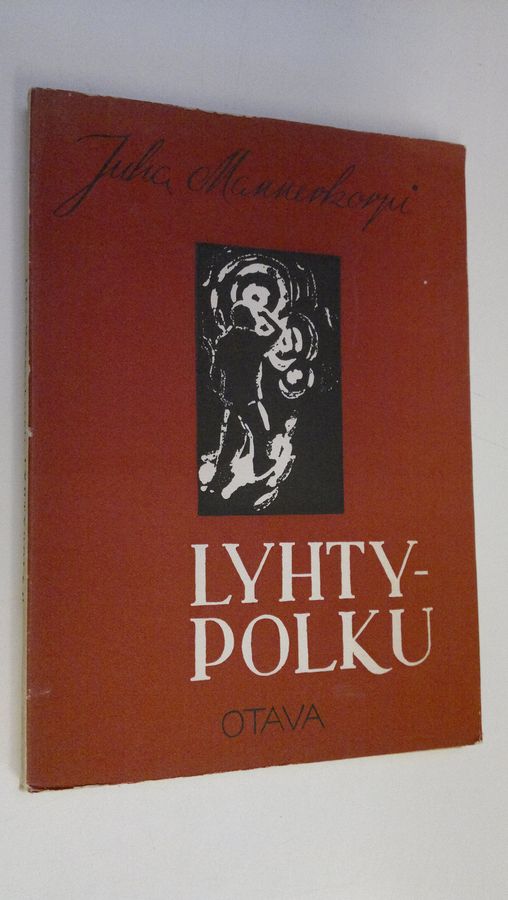 Juha Mannerkorpi
LYHTY-
POLKU
OTAVA